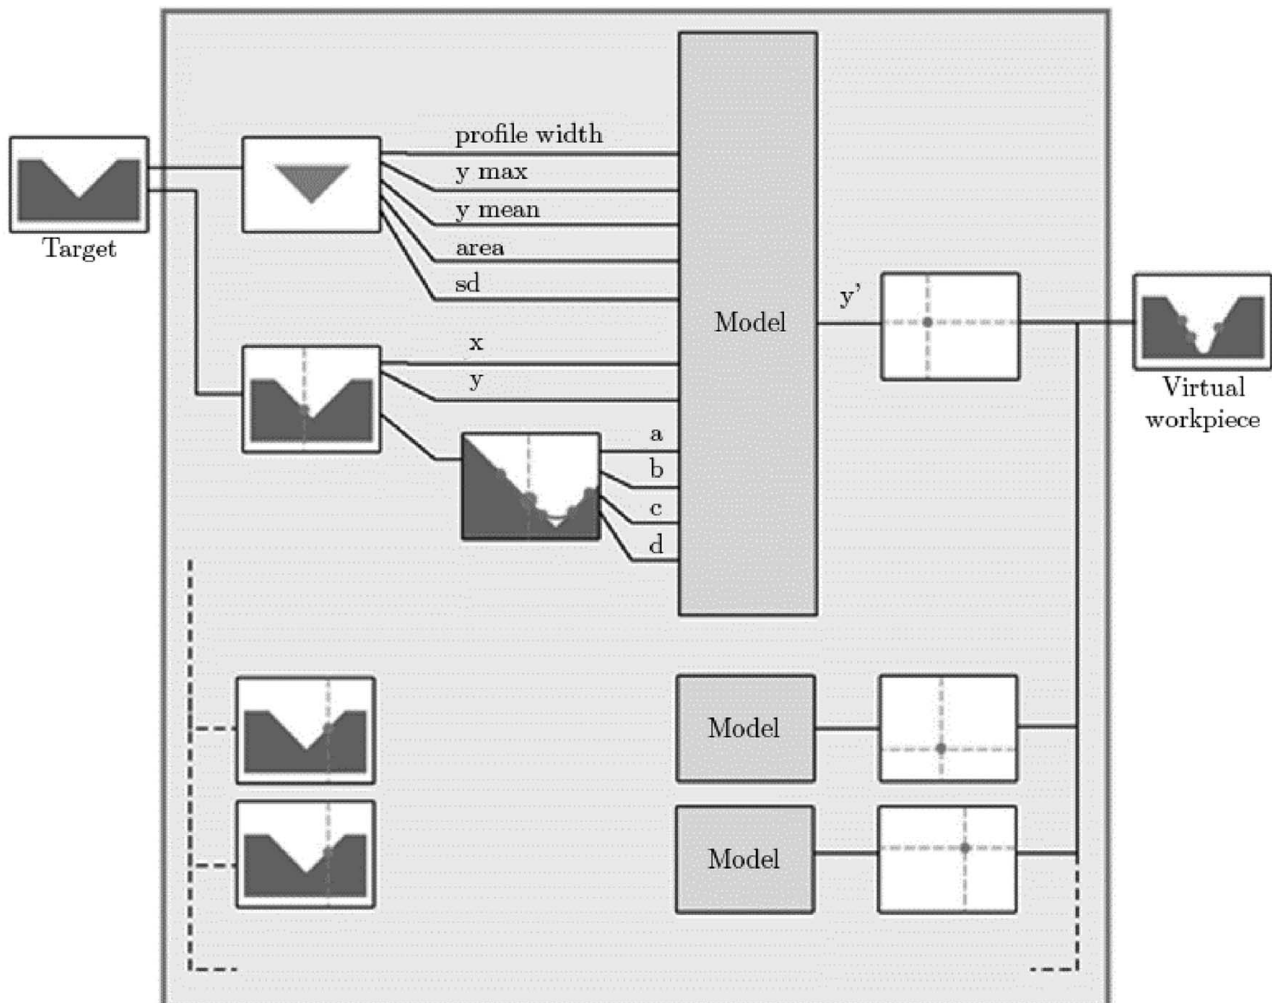 profile width
y max
y mean
area
sd
Target
x
y
a
b
c
d
Model
y'
Virtual
workpiece
Model
Model